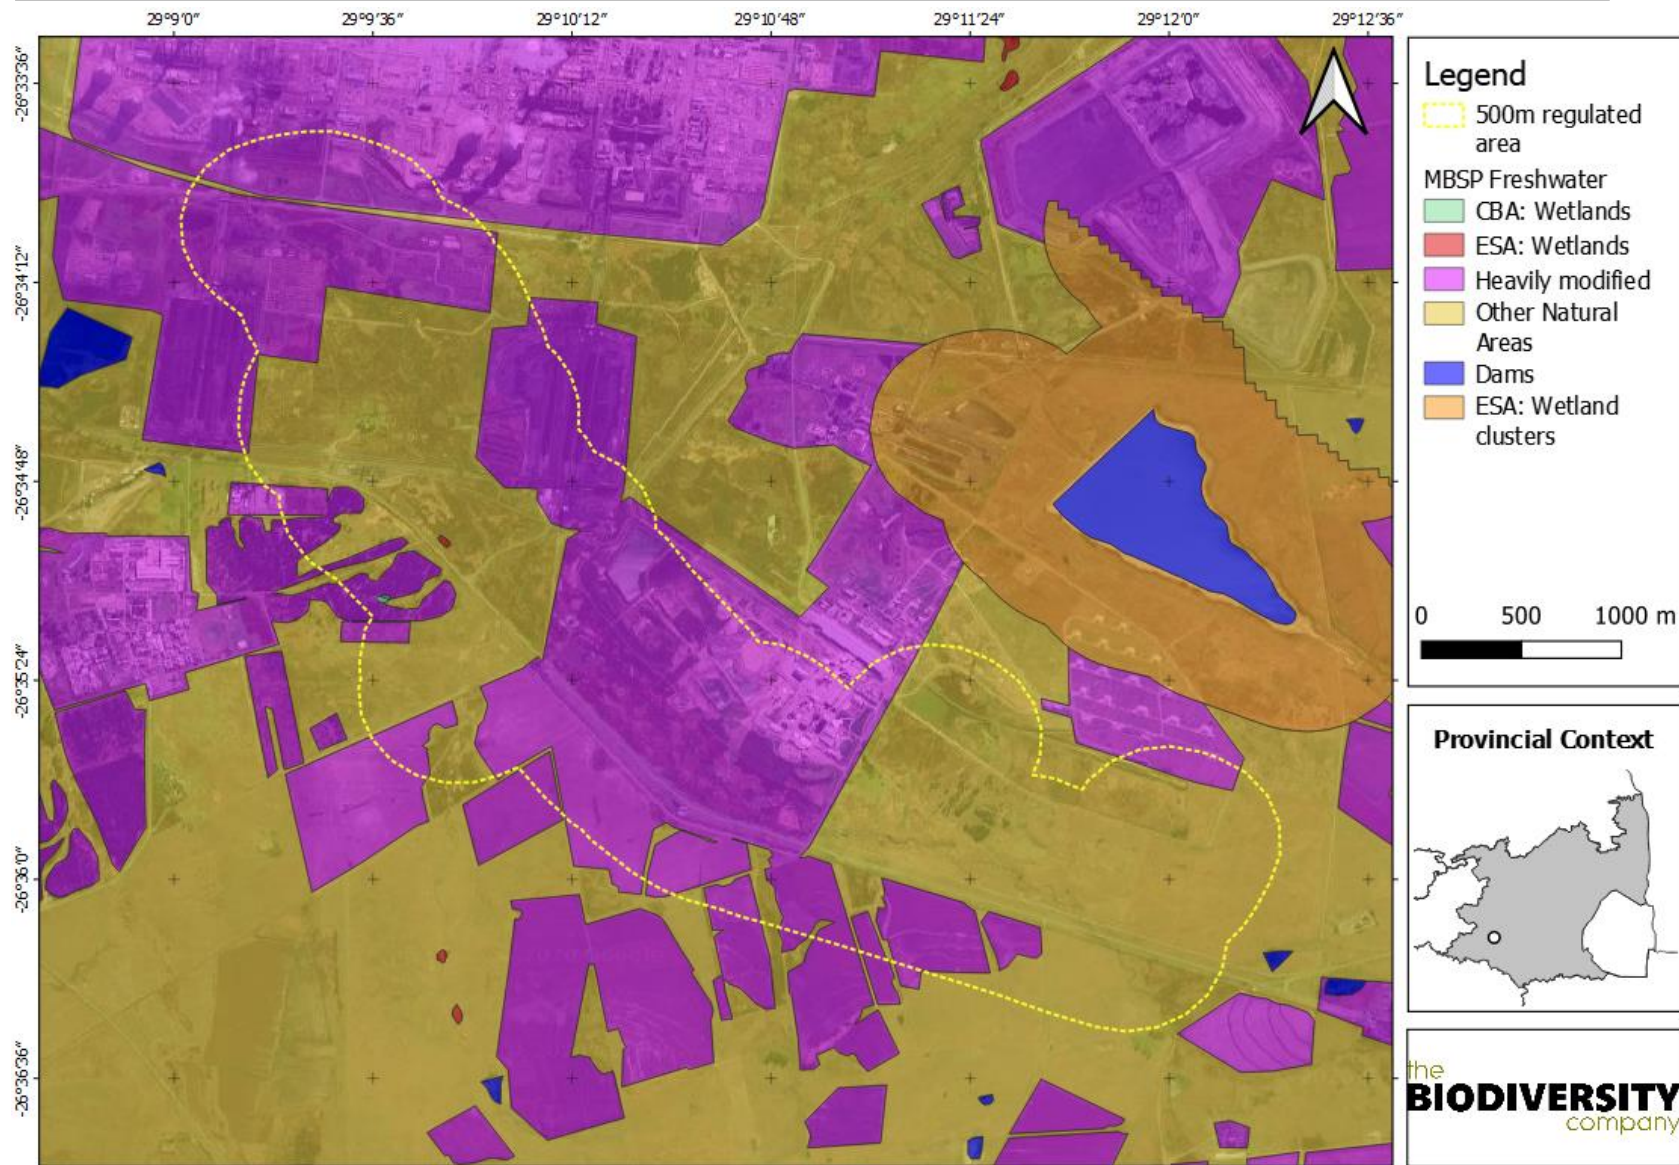 29°9′0″ 29°9′36″ 29°10′12″ 29°10′48″ 29°11′24″ 29°12′0″ 29°12′36″
-26°33′36″
-26°34′12″
-26°34′48″
-26°35′24″
-26°36′0″
-26°36′36″
Legend
500m regulated
area
MBSP Freshwater
CBA: Wetlands
ESA: Wetlands
Heavily modified
Other Natural
Areas
Dams
ESA: Wetland
clusters
0 500 1000 m
Provincial Context
the
BIODIVERSITY
company